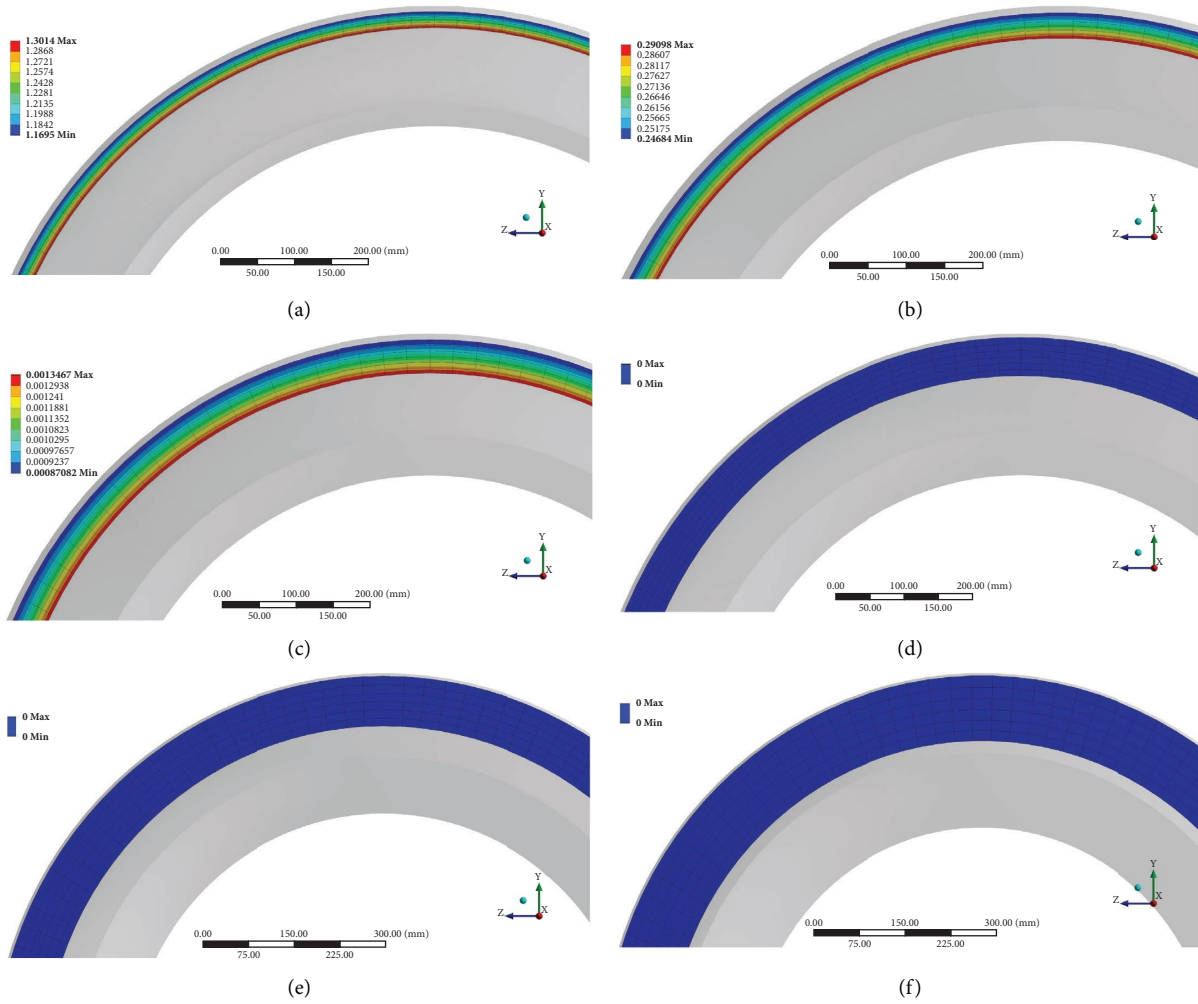 1.3014 Max
1.2868
1.2721
1.2574
1.2428
1.2281
1.2135
1.1988
1.1842
1.1695 Min
Y
Z X
0.00 100.00 200.00 (mm)
50.00 150.00
(a)
0.29098 Max
0.28607
0.28117
0.27627
0.27136
0.26646
0.26156
0.25665
0.25175
0.24684 Min
Y
Z X
0.00 100.00 200.00 (mm)
50.00 150.00
(b)
0.0013467 Max
0.0012938
0.001241
0.0011881
0.0011352
0.0010823
0.0010295
0.00097657
0.0009237
0.00087082 Min
Y
Z X
0.00 100.00 200.00 (mm)
50.00 150.00
(c)
0 Max
0 Min
Y
Z X
0.00 100.00 200.00 (mm)
50.00 150.00
(d)
0 Max
0 Min
Y
Z X
0.00 150.00 300.00 (mm)
75.00 225.00
(e)
0 Max
0 Min
Y
Z X
0.00 150.00 300.00 (mm)
75.00 225.00
(f)